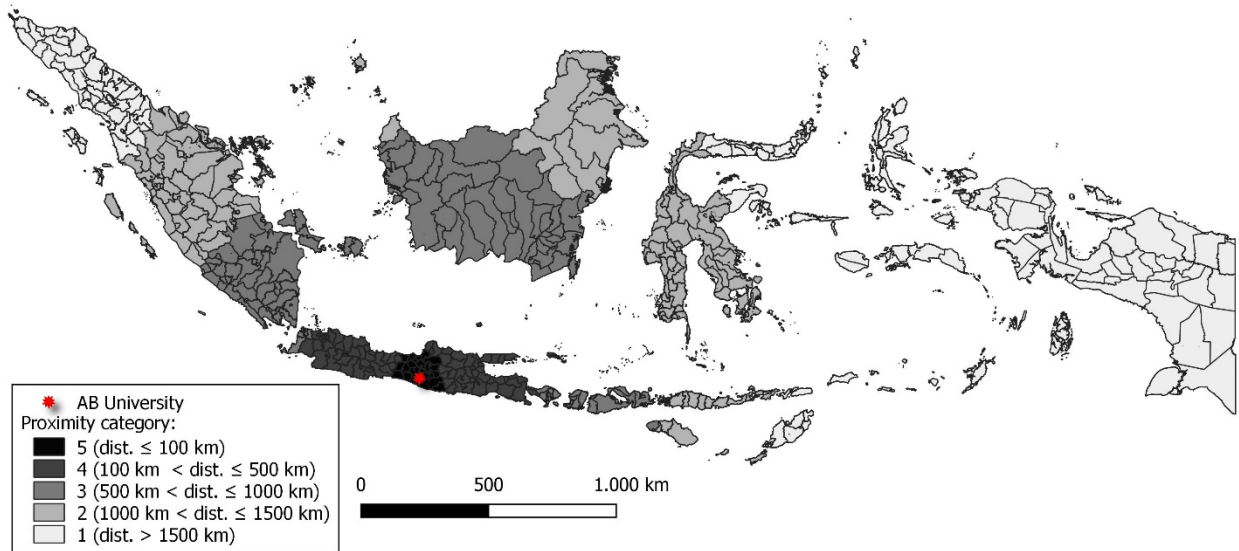 AB University
Proximity category:
5 (dist. ≤ 100 km)
4 (100 km < dist. ≤ 500 km)
3 (500 km < dist. ≤ 1000 km)
2 (1000 km < dist. ≤ 1500 km)
1 (dist. > 1500 km)
0 500 1.000 km